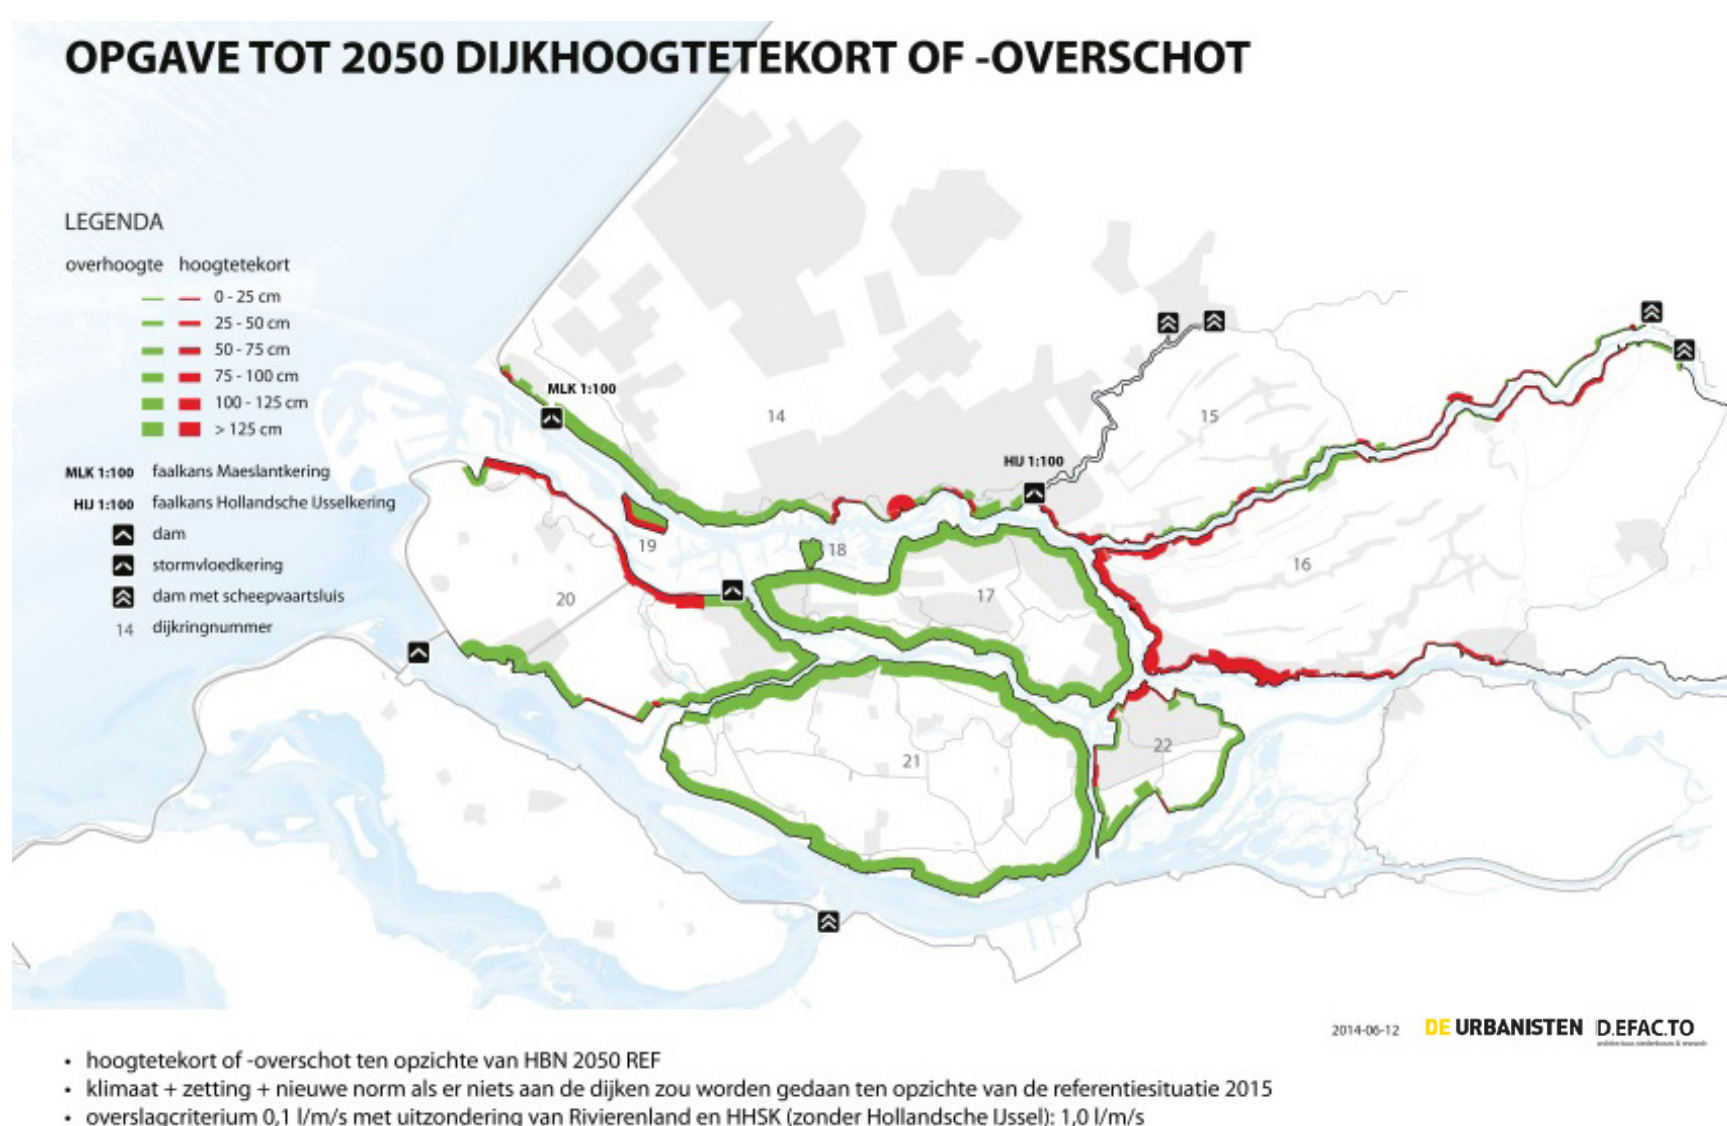 OPGAVE TOT 2050 DIJKHOOGTETEKORT OF -OVERSCHOT
LEGENDA
overhoogte hoogtetekort
0 - 25 cm
25 - 50 cm
50 - 75 cm
75 - 100 cm
100 - 125 cm
> 125 cm
MLK 1:100 faalkans Maeslantkering
HIJ 1:100 faalkans Hollandsche IJsselkering
dam
stormvloedkering
dam met scheepvaartsluis
14 dijkringnummer
MLK 1:100
14
15
HIJ 1:100
19
18
16
20
17
22
21
2014-06-12 DE URBANISTEN D.EFAC.TO
• hoogtetekort of -overschot ten opzichte van HBN 2050 REF
• klimaat + zetting + nieuwe norm als er niets aan de dijken zou worden gedaan ten opzichte van de referentiesituatie 2015
• overslagcriterium 0,1 l/m/s met uitzondering van Rivierenland en HHSK (zonder Hollandsche IJssel): 1,0 l/m/s